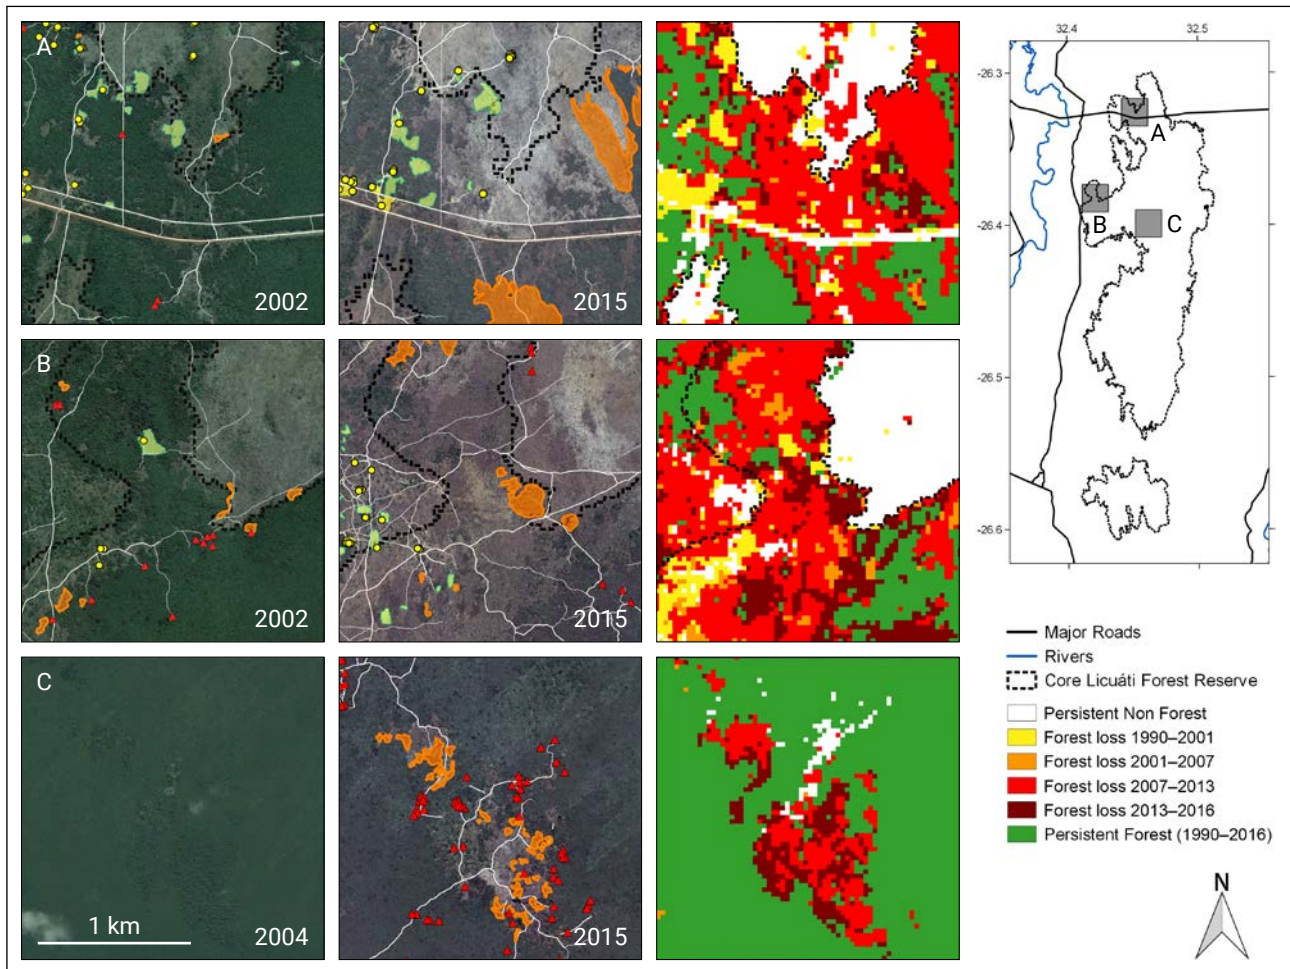 A
2002
2015
32.4
32.5
-26.3
-26.4
-26.5
-26.6
A
B
C
B
2002
2015
Major Roads
Rivers
Core Licuáti Forest Reserve
Persistent Non Forest
Forest loss 1990–2001
Forest loss 2001–2007
Forest loss 2007–2013
Forest loss 2013–2016
Persistent Forest (1990–2016)
C
1 km
2004
2015
N